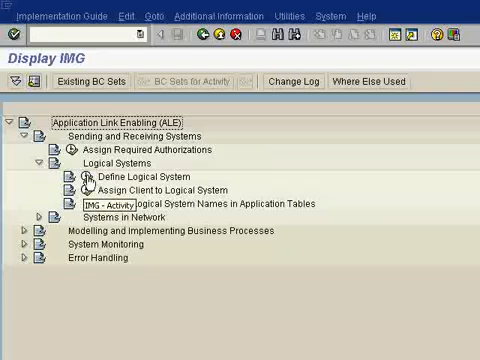 Implementation Guide Edit Goto Additional Information Utilities System Help
Display IMG
Existing BC Sets BC Sets for Activity Change Log Where Else Used
Application Link Enabling (ALE)
Sending and Receiving Systems
Assign Required Authorizations
Logical Systems
Define Logical System
Assign Client to Logical System
IMG - Activity ogical System Names in Application Tables
Systems in Network
Modelling and Implementing Business Processes
System Monitoring
Error Handling